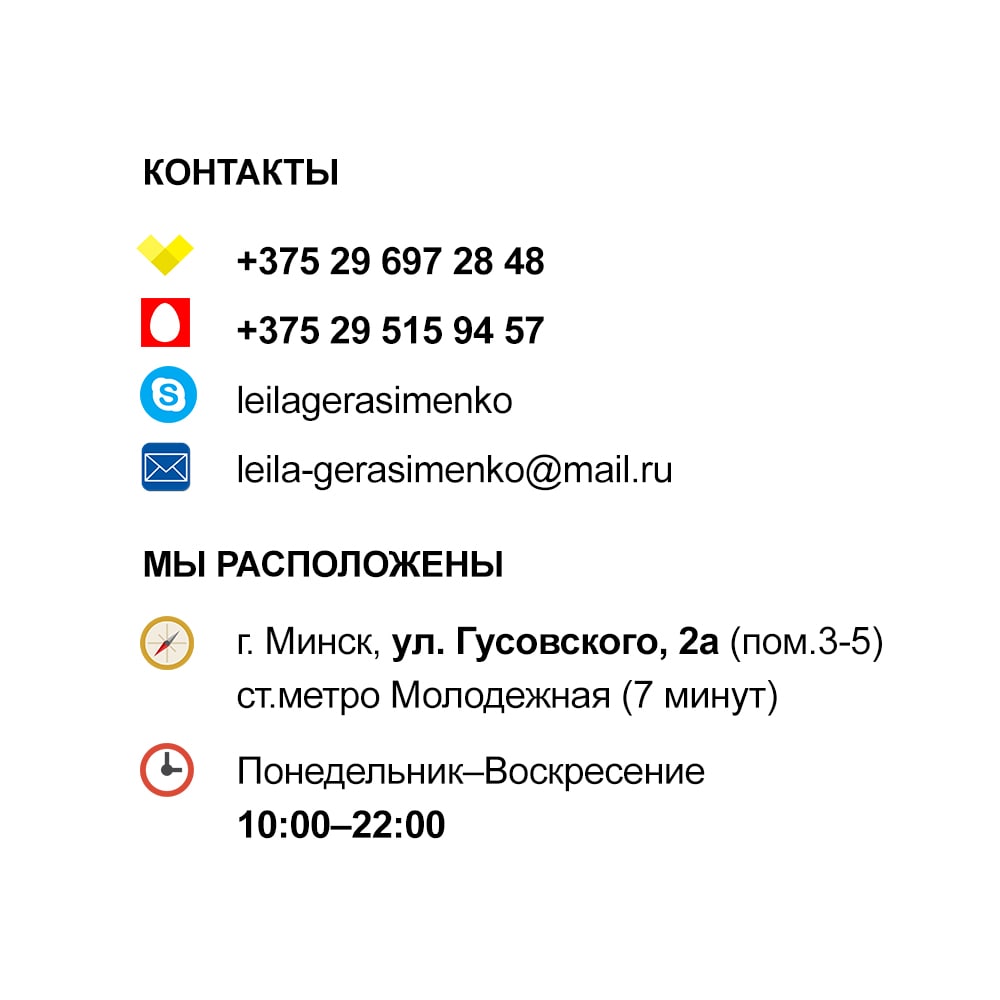 КОНТАКТЫ
+375 29 697 28 48
+375 29 515 94 57
leilagerasimenko
leila-gerasimenko@mail.ru
МЫ РАСПОЛОЖЕНЫ
г. Минск, ул. Гусовского, 2а (пом.3-5)
ст.метро Молодежная (7 минут)
Понедельник–Воскресение
10:00–22:00